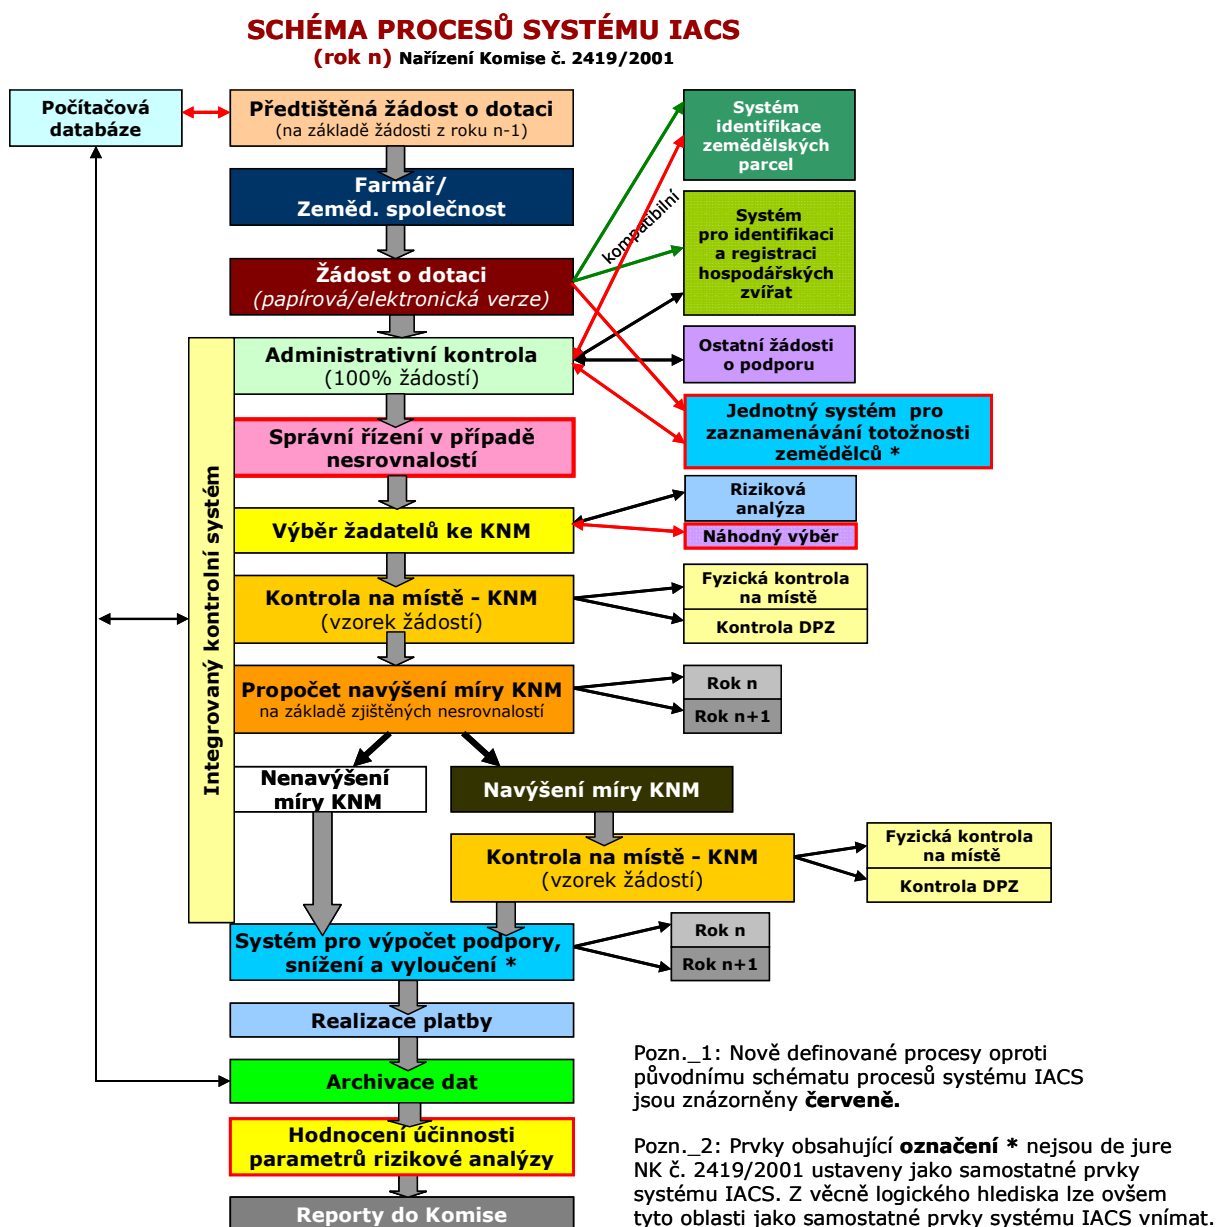 SCHÉMA PROCESŮ SYSTÉMU IACS
(rok n) Nařízení Komise č. 2419/2001
Počítačová
databáze
Předtištěná žádost o dotaci
(na základě žádosti z roku n-1)
Systém
identifikace
zemědělských
parcel
Farmář/
Zeměd. společnost
kompatibilní
Systém
pro identifikaci
a registraci
hospodářských
zvířat
Žádost o dotaci
(papírová/elektronická verze)
Administrativní kontrola
(100% žádostí)
Ostatní žádosti
o podporu
Jednotný systém pro
zaznamenávání totožnosti
zemědělců *
Správní řízení v případě
nesrovnalostí
Integrovaný kontrolní systém
Výběr žadatelů ke KNM
Riziková
analýza
Náhodný výběr
Kontrola na místě - KNM
(vzorek žádostí)
Fyzická kontrola
na místě
Kontrola DPZ
Propočet navýšení míry KNM
na základě zjištěných nesrovnalostí
Rok n
Rok n+1
Nenavýšení
míry KNM
Navýšení míry KNM
Kontrola na místě - KNM
(vzorek žádostí)
Fyzická kontrola
na místě
Kontrola DPZ
Systém pro výpočet podpory,
snížení a vyloučení *
Rok n
Rok n+1
Realizace platby
Archivace dat
Hodnocení účinnosti
parametrů rizikové analýzy
Reporty do Komise
Pozn._1: Nově definované procesy oproti
původnímu schématu procesů systému IACS
jsou znázorněny červeně.
Pozn._2: Prvky obsahující označení * nejsou de jure
NK č. 2419/2001 ustaveny jako samostatné prvky
systému IACS. Z věcně logického hlediska lze ovšem
tyto oblasti jako samostatné prvky systému IACS vnímat.